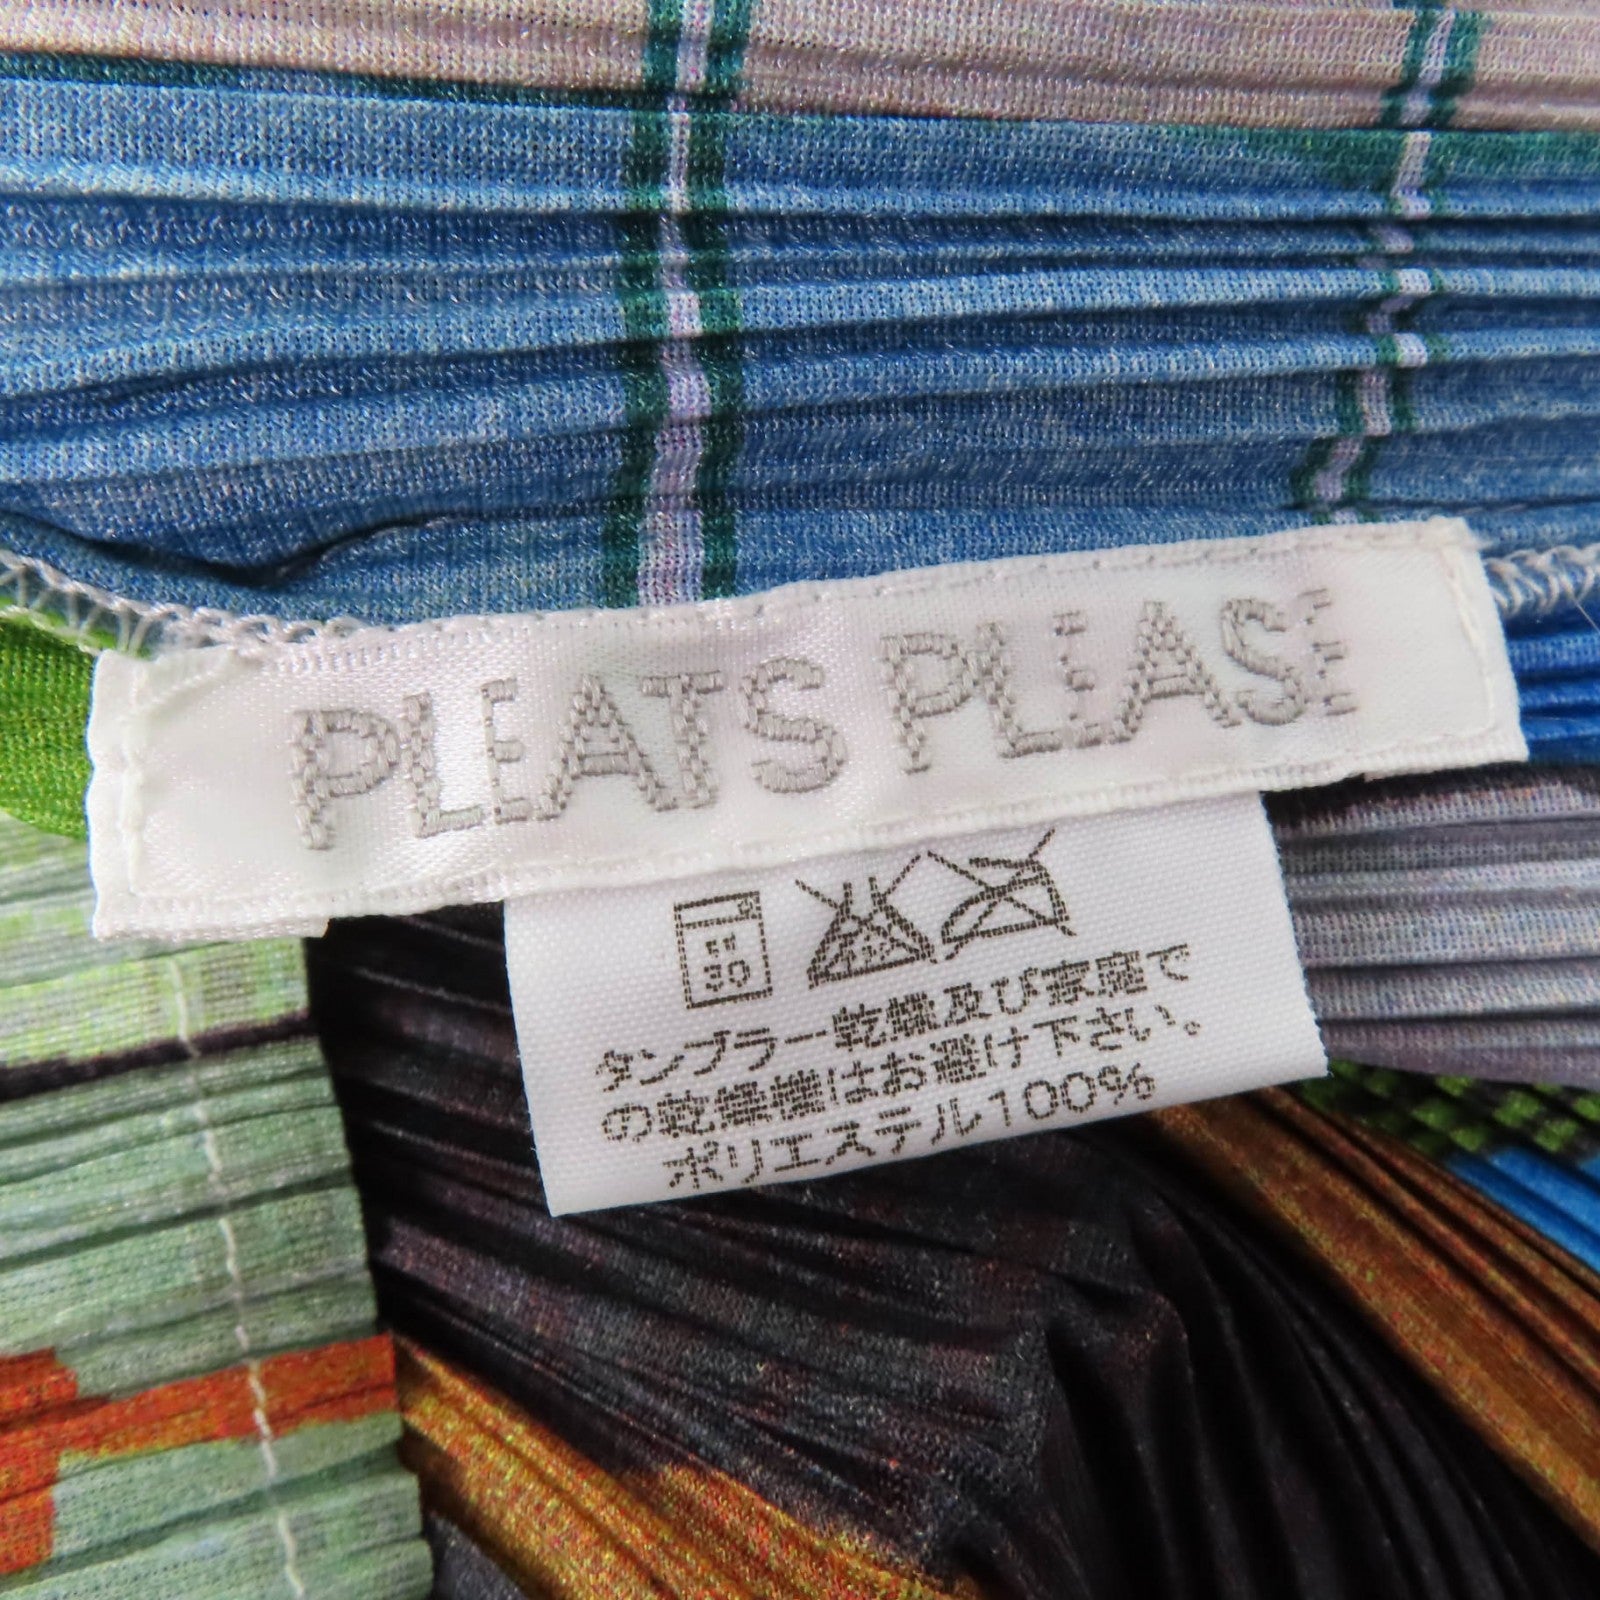 PLEATS PLEASE
30
タンブラー乾燥及び家庭で
の乾燥機はお避け下さい。
ポリエステル100%